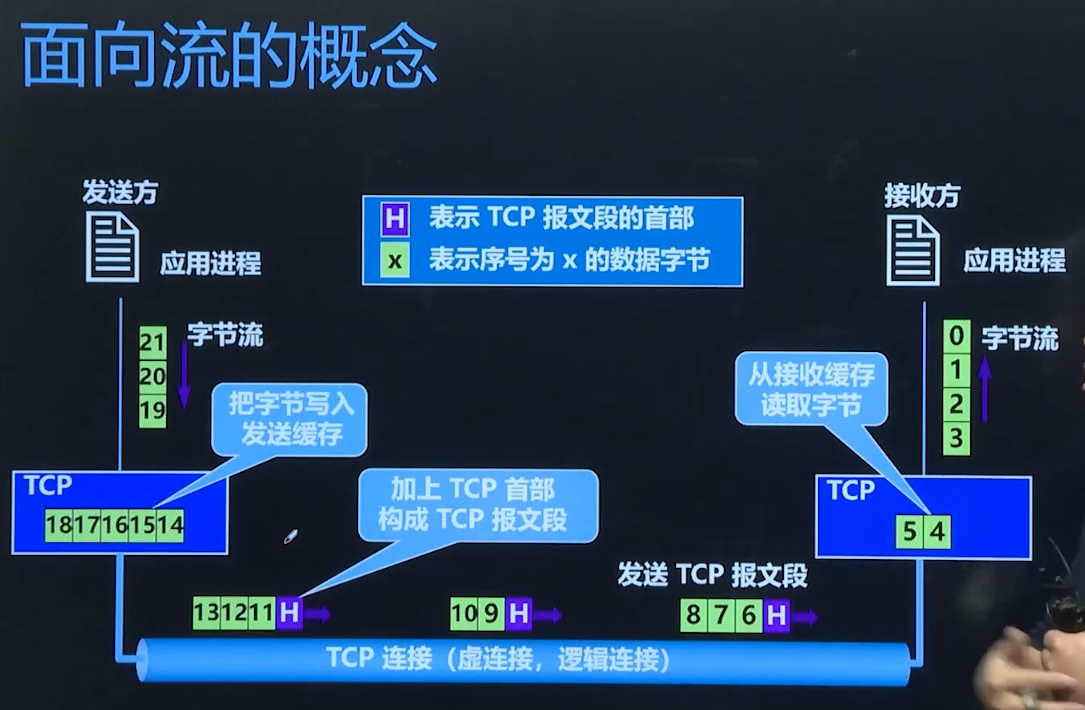 面向流的概念
发送方
接收方
H 表示 TCP 报文段的首部
x 表示序号为 x 的数据字节
应用进程
应用进程
21
20
19
字节流
0
1
2
3
字节流
把字节写入
发送缓存
从接收缓存
读取字节
TCP
18 17 16 15 14
加上 TCP 首部
构成 TCP 报文段
TCP
5 4
发送 TCP 报文段
13 12 11 H
10 9 H
8 7 6 H
TCP 连接（虚连接，逻辑连接）